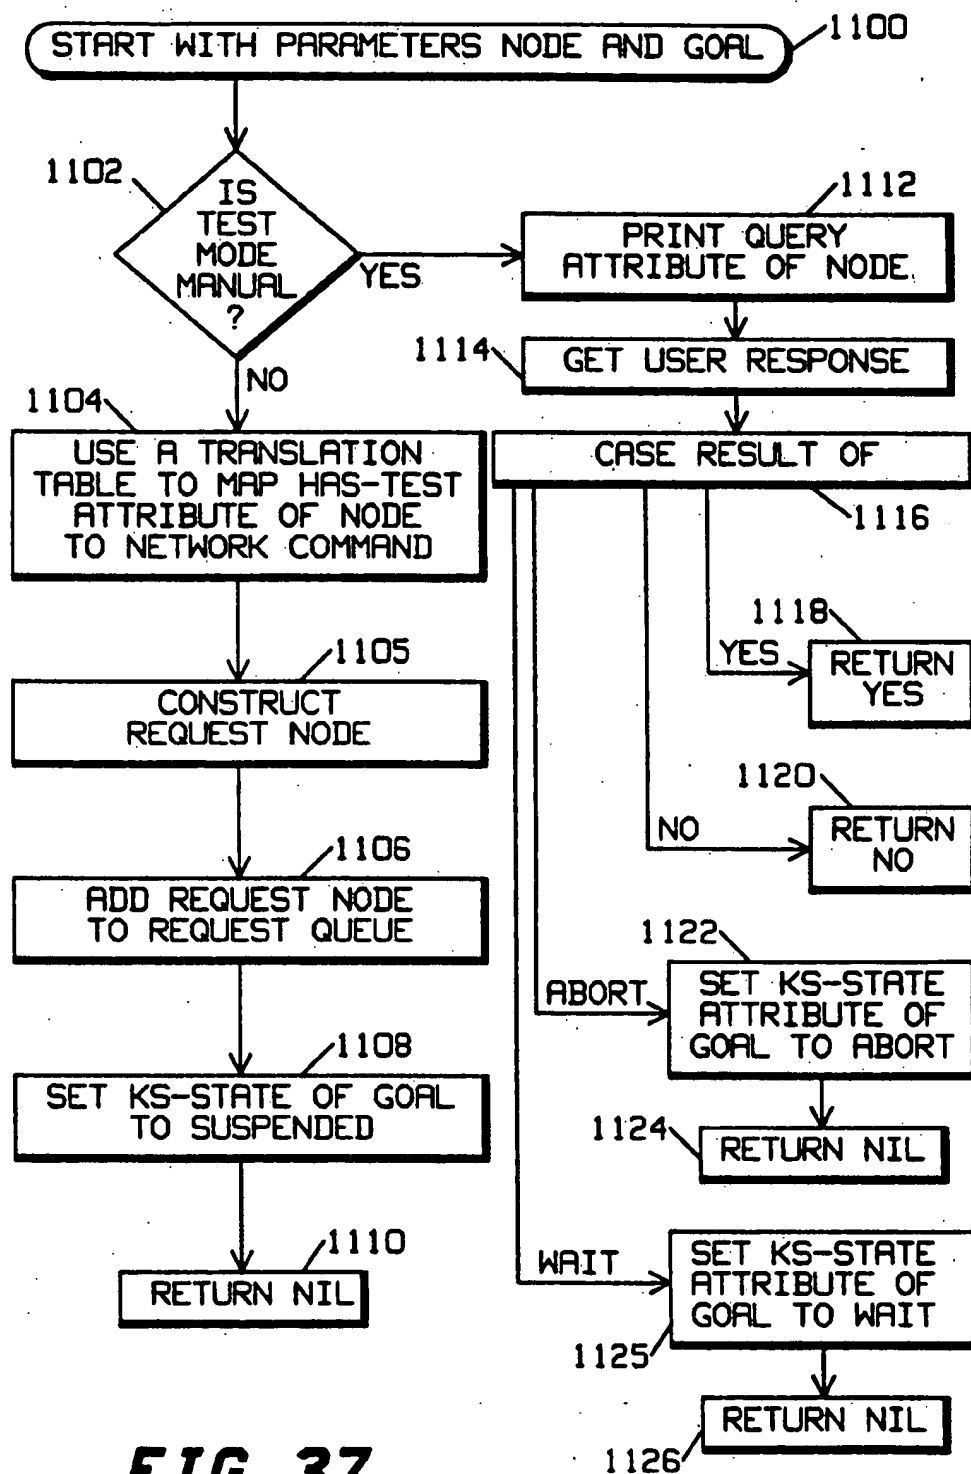 START WITH PARAMETERS NODE AND GOAL
1100
1102
IS
TEST
MODE
MANUAL
?
YES
NO
1112
PRINT QUERY
ATTRIBUTE OF NODE
1114
GET USER RESPONSE
1104
USE A TRANSLATION
TABLE TO MAP HAS-TEST
ATTRIBUTE OF NODE
TO NETWORK COMMAND
CASE RESULT OF
1116
1105
CONSTRUCT
REQUEST NODE
1118
YES
RETURN
YES
1120
NO
RETURN
NO
1106
ADD REQUEST NODE
TO REQUEST QUEUE
1122
ABORT
SET KS-STATE
ATTRIBUTE OF
GOAL TO ABORT
1108
SET KS-STATE OF GOAL
TO SUSPENDED
1124
RETURN NIL
1110
RETURN NIL
WAIT
SET KS-STATE
ATTRIBUTE OF
GOAL TO WAIT
1125
RETURN NIL
1126
FIG 37